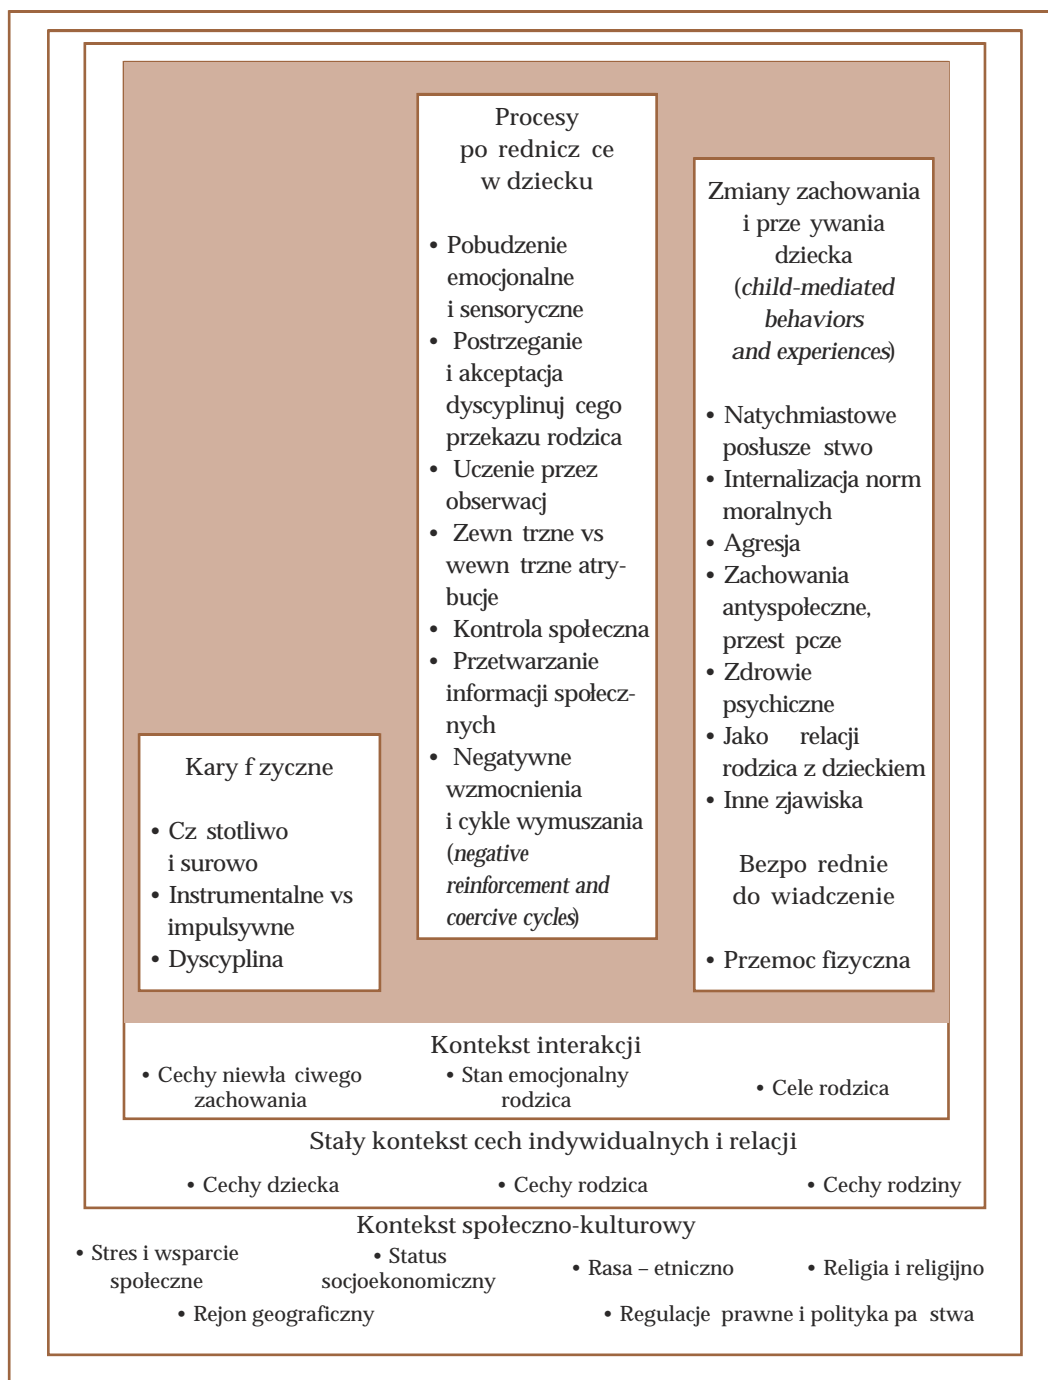 Procesy
po rednicz ce
w dziecku
• Pobudzenie
emocjonalne
i sensoryczne
• Postrzeganie
i akceptacja
dyscyplinuj cego
przekazu rodzica
• Uczenie przez
obserwacj
• Zewn trzne vs
wewn trzne atry-
bucje
• Kontrola społeczna
• Przetwarzanie
informacji społecz-
nych
• Negatywne
wzmocnienia
i cykle wymuszania
(negative
reinforcement and
coercive cycles)
Zmiany zachowania
i prze ywania
dziecka
(child-mediated
behaviors
and experiences)
• Natychmiastowe
posłusze stwo
• Internalizacja norm
moralnych
• Agresja
• Zachowania
antyspołeczne,
przest pcze
• Zdrowie
psychiczne
• Jako relacji
rodzica z dzieckiem
• Inne zjawiska
Bezpo rednie
do wiadczenie
• Przemoc fizyczna
Kary f zyczne
• Cz stotliwo
i surowo
• Instrumentalne vs
impulsywne
• Dyscyplina
Kontekst interakcji
• Cechy niewła ciwego
zachowania
• Stan emocjonalny
rodzica
• Cele rodzica
Stały kontekst cech indywidualnych i relacji
• Cechy dziecka
• Cechy rodzica
• Cechy rodziny
Kontekst społeczno-kulturowy
• Stres i wsparcie
społeczne
• Status
socjoekonomiczny
• Rasa – etniczno
• Religia i religijno
• Rejon geograficzny
• Regulacje prawne i polityka pa stwa